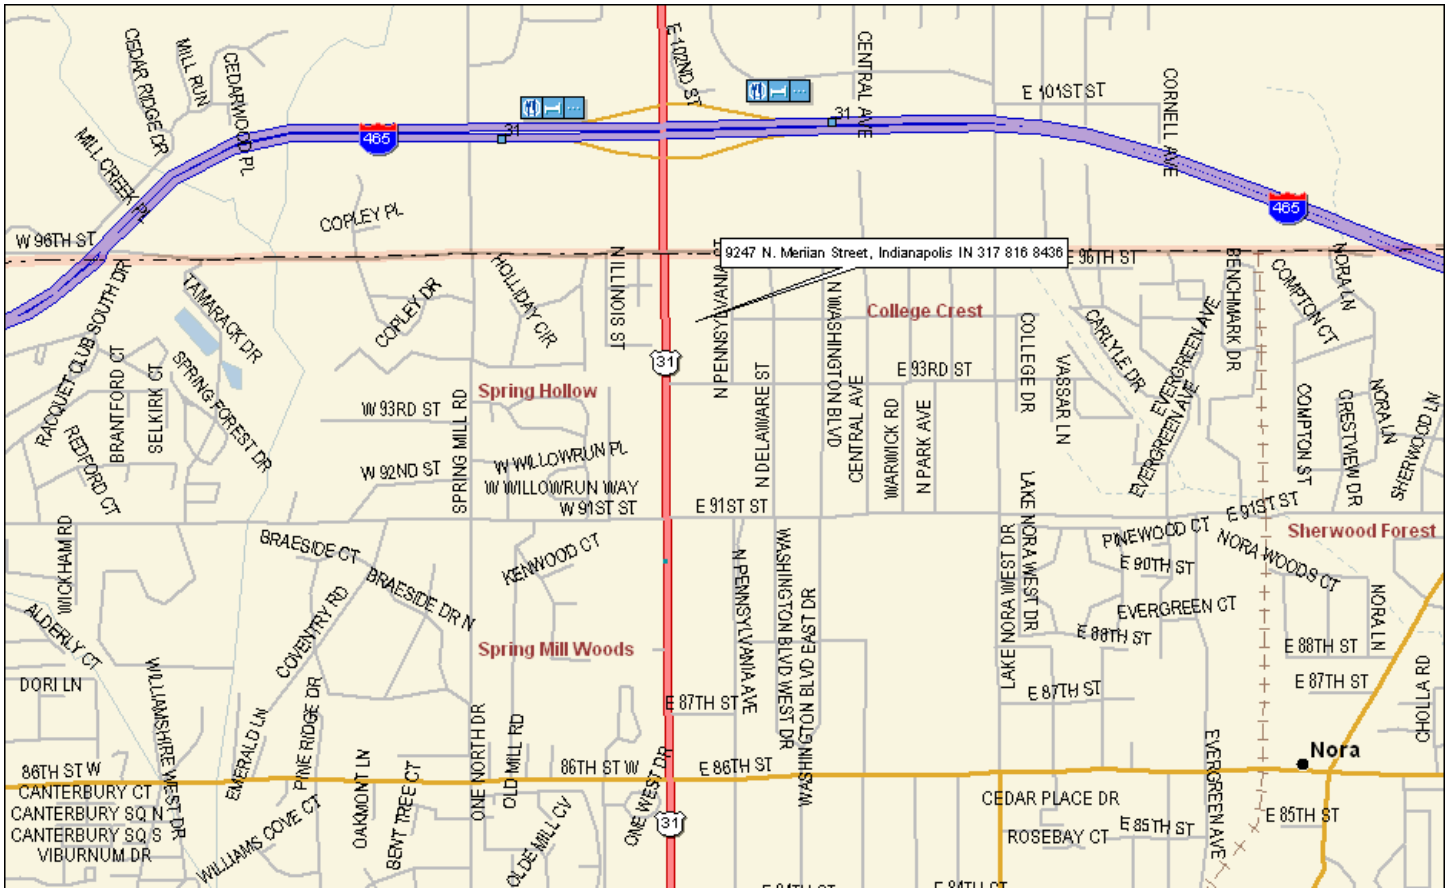 CEDAR RIDGE DR
MILL RUN
CEDARWOOD PL
MILL CREEK PL
E 102ND ST
CENTRAL AVE
E 101ST ST
CORNELL AVE
31
31
465
465
COPLEY PL
W 96TH ST
9247 N. Meriian Street, Indianapolis IN 317 816 8436
E 96TH ST
RACQUET CLUB SOUTH DR
TAMARACK DR
COPLEY DR
HOLLIDAY CIR
N ILLINOIS ST
N PENNSYLVANIA ST
N WASHINGTON BLVD
College Crest
COLLEGE DR
CARLYLE DR
EVERGREEN AVE
BENCHMARK DR
COMPTON CT
NORA LN
BRANTFORD CT
SELKIRK CT
SPRING FOREST DR
31
Spring Hollow
E 93RD ST
VASSAR LN
EVERGREEN AVE
COMPTON ST
CRESTVIEW DR
NORA LN
SHERWOOD LN
W 93RD ST
SPRING MILL RD
N DELAWARE ST
CENTRAL AVE
WARWICK RD
N PARK AVE
REDFORD CT
W 92ND ST
W WILLOWRUN PL
W WILLOWRUN WAY
W 91ST ST
E 91ST ST
LAKE NORA WEST DR
E 91ST ST
Sherwood Forest
WICKHAM RD
BRAESIDE CT
KENWOOD CT
N PENNSYLVANIA AVE
WASHINGTON BLVD WEST DR
WASHINGTON BLVD EAST DR
LAKE NORA WEST DR
PINEWOOD CT
NORA WOODS CT
E 90TH ST
BRAESIDE DR N
COVENTRY RD
ALDERLY CT
EVERGREEN CT
NORA LN
E 88TH ST
E 88TH ST
Spring Mill Woods
DORI LN
WILLIAMSHIRE WEST DR
EMERALD LN
PINE RIDGE DR
ONE NORTH DR
OLD MILL RD
E 87TH ST
E 87TH ST
E 87TH ST
CHOLLA RD
Nora
86TH ST W
OAKMONT LN
BENT TREE CT
86TH ST W
ONE WEST DR
E 86TH ST
EVERGREEN AVE
CANTERBURY CT
CANTERBURY SQ N
CANTERBURY SQ S
VIBURNUM DR
WILLIAMS COVE CT
OLDE MILL CV
31
CEDAR PLACE DR
ROSEBAY CT
E 85TH ST
E 85TH ST
E 84TH ST
E 84TH ST